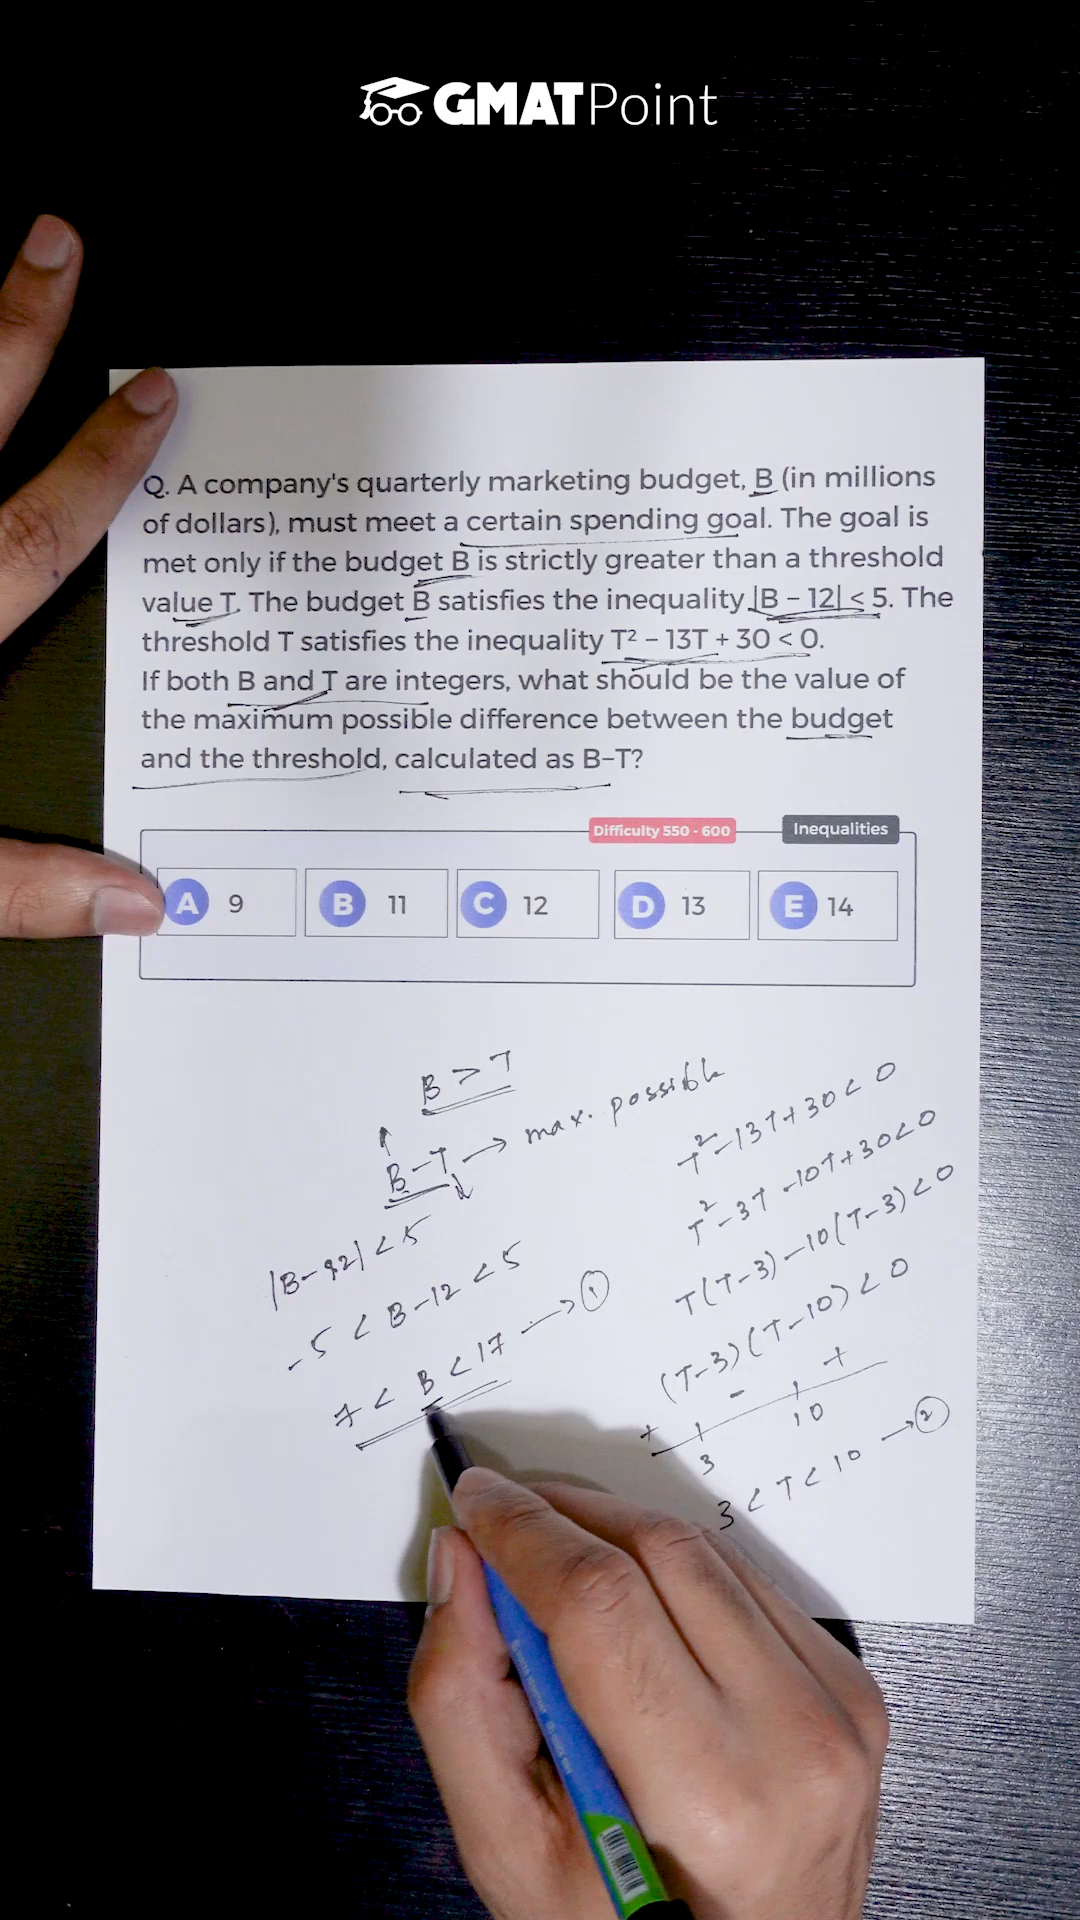 GMATPoint
Q. A company's quarterly marketing budget, B (in millions
of dollars), must meet a certain spending goal. The goal is
met only if the budget B is strictly greater than a threshold
value T. The budget B satisfies the inequality |B – 12| < 5. The
threshold T satisfies the inequality T² – 13T + 30 < 0.
If both B and T are integers, what should be the value of
the maximum possible difference between the budget
and the threshold, calculated as B–T?
Difficulty 550 - 600
Inequalities
A 9
B 11
C 12
D 13
E 14
B > T
B – T → max. possible
|B – 12| < 5
-5 < B – 12 < 5
7 < B < 17 → 1
T² – 13T + 30 < 0
T² – 3T – 10T + 30 < 0
T(T–3) – 10(T–3) < 0
(T–3)(T–10) < 0
+ - +
3 10
3 < T < 10 → 2